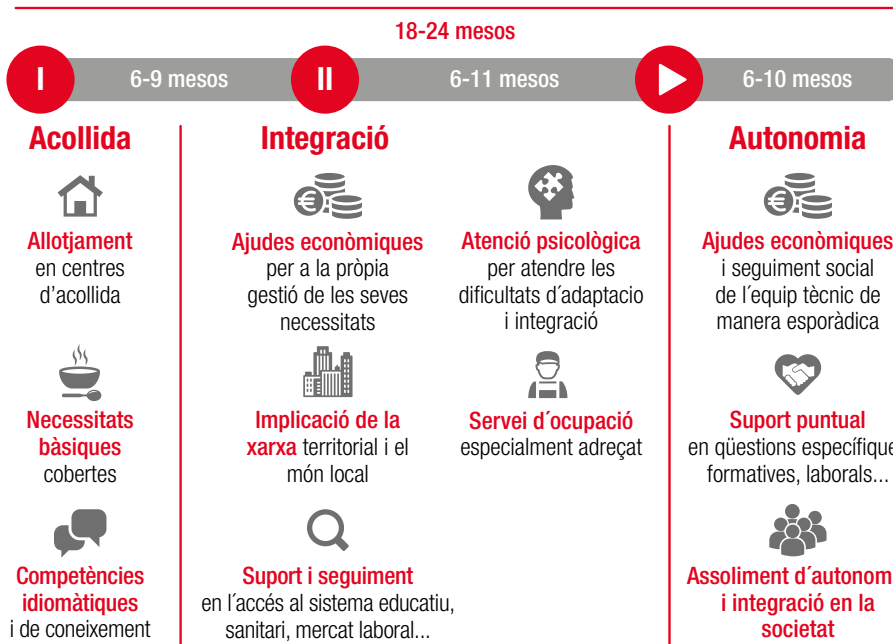 18-24 mesos
I
6-9 mesos
II
6-11 mesos
6-10 mesos
Acollida
Allotjament
en centres
d´acollida
Necessitats
bàsiques
cobertes
Competències
idiomàtiques
i de coneixement
Integració
Ajudes econòmiques
per a la pròpia
gestió de les seves
necessitats
Implicació de la
xarxa territorial i el
món local
Suport i seguiment
en l´accés al sistema educatiu,
sanitari, mercat laboral...
Atenció psicològica
per atendre les
dificultats d´adaptacio
i integració
Servei d´ocupació
especialment adreçat
Autonomia
Ajudes econòmiques
i seguiment social
de l´equip tècnic de
manera esporàdica
Suport puntual
en qüestions específique
formatives, laborals...
Assoliment d´autonom
i integració en la
societat